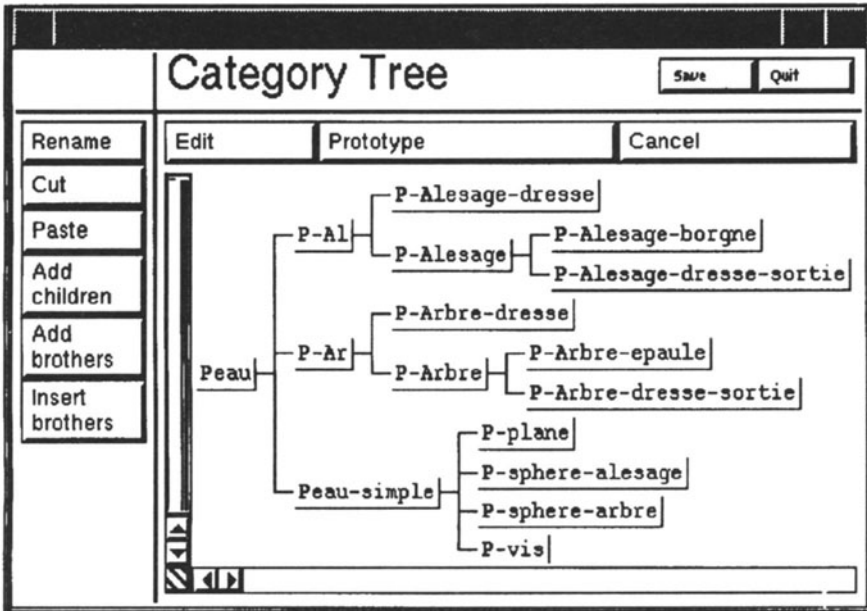 Category Tree
Save
Quit
Rename
Cut
Paste
Add
children
Add
brothers
Insert
brothers
Edit
Prototype
Cancel
P-Alesage-dresse
P-Al
P-Alesage-borgne
P-Alesage
P-Alesage-dresse-sortie
P-Arbre-dresse
P-Ar
P-Arbre-epaule
Peau
P-Arbre
P-Arbre-dresse-sortie
P-plane
P-sphere-alesage
Peau-simple
P-sphere-arbre
P-vis